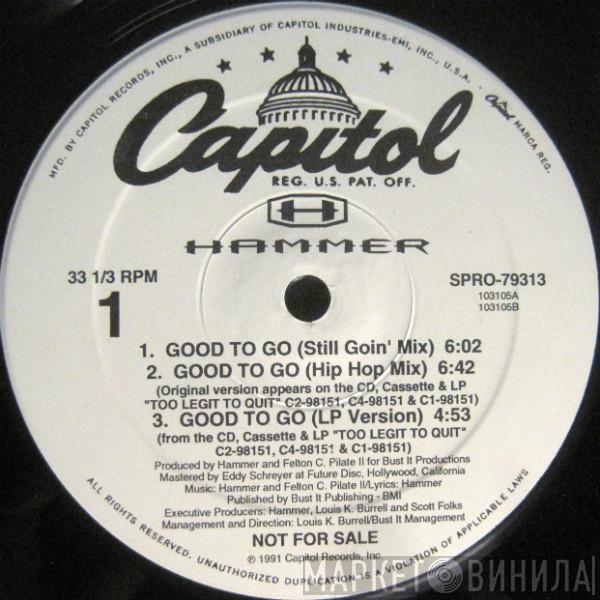 MFD. BY CAPITOL RECORDS, INC., A SUBSIDIARY OF CAPITOL INDUSTRIES-EMI, INC., U.S.A. Capitol MARCA REG.
Capitol
REG. U.S. PAT. OFF.
H
HAMMER
33 1/3 RPM
SPRO-79313
1
103105A
103105B
1. GOOD TO GO (Still Goin' Mix) 6:02
2. GOOD TO GO (Hip Hop Mix) 6:42
(Original version appears on the CD, Cassette & LP
"TOO LEGIT TO QUIT" C2-98151, C4-98151 & C1-98151)
3. GOOD TO GO (LP Version) 4:53
(from the CD, Cassette & LP "TOO LEGIT TO QUIT"
C2-98151, C4-98151 & C1-98151)
Produced by Hammer and Felton C. Pilate II for Bust It Productions
Mastered by Eddy Schreyer at Future Disc, Hollywood, California
Music: Hammer and Felton C. Pilate II/Lyrics: Hammer
Published by Bust It Publishing - BMI
Executive Producers: Hammer, Louis K. Burrell and Scott Folks
Management and Direction: Louis K. Burrell/Bust It Management
NOT FOR SALE
℗ 1991 Capitol Records, Inc.
ALL RIGHTS RESERVED. UNAUTHORIZED DUPLICATION IS A VIOLATION OF APPLICABLE LAWS
МАРКЕТ ВИНИЛА